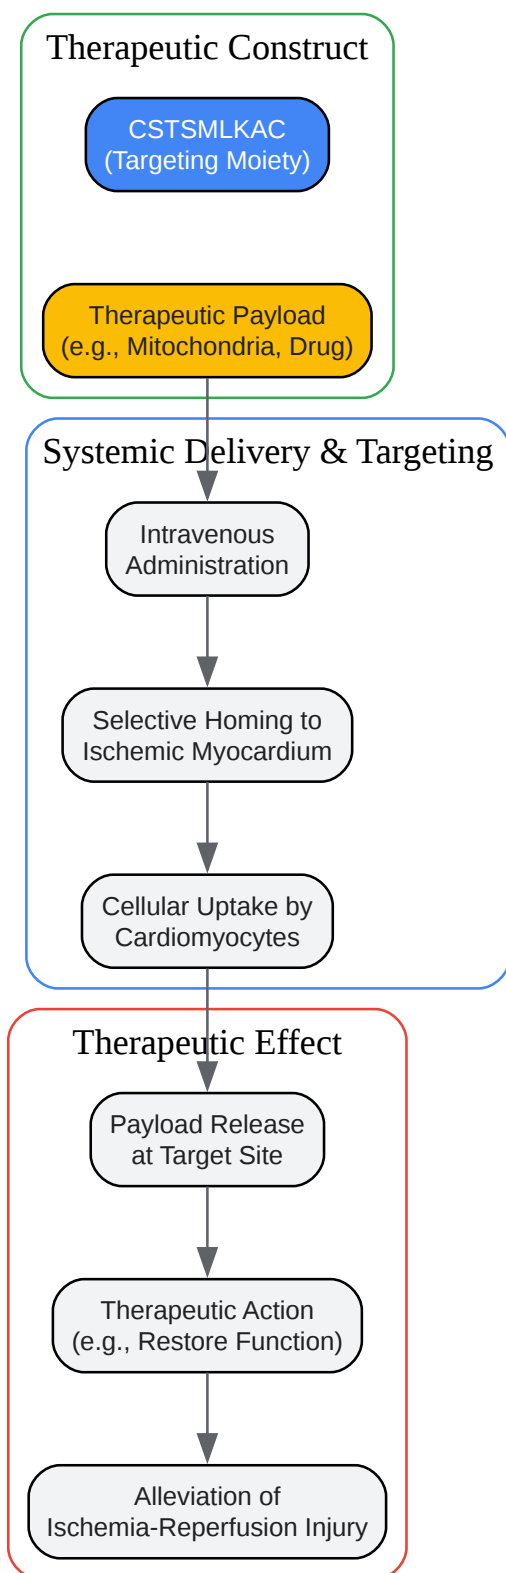 Therapeutic Construct
CSTSMLKAC
(Targeting Moiety)
Therapeutic Payload
(e.g., Mitochondria, Drug)
Systemic Delivery & Targeting
Intravenous
Administration
Selective Homing to
Ischemic Myocardium
Cellular Uptake by
Cardiomyocytes
Therapeutic Effect
Payload Release
at Target Site
Therapeutic Action
(e.g., Restore Function)
Alleviation of
Ischemia-Reperfusion Injury